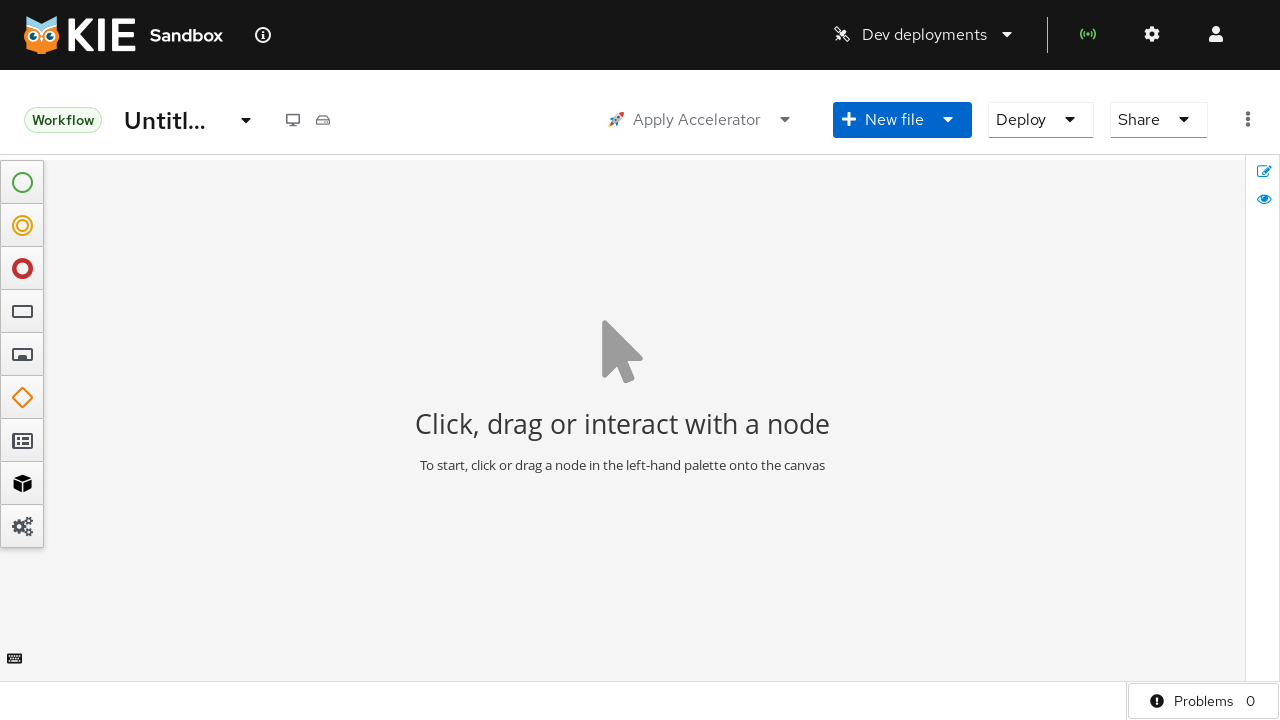 KIE Sandbox
Dev deployments
Workflow
Untitl...
Apply Accelerator
New file
Deploy
Share
Click, drag or interact with a node
To start, click or drag a node in the left-hand palette onto the canvas
Problems 0